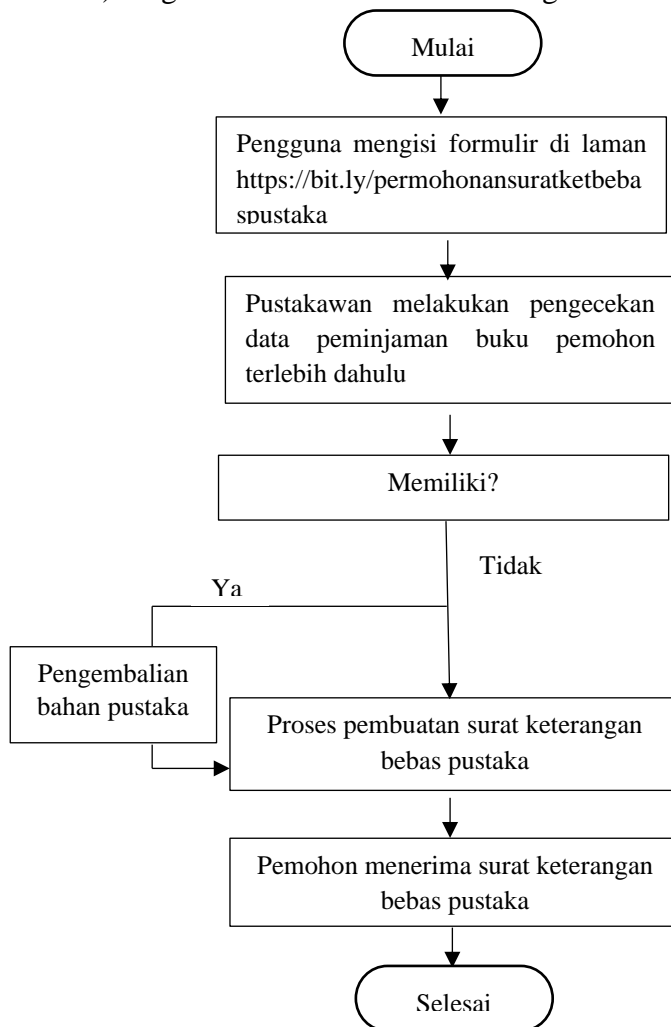 Mulai
Pengguna mengisi formulir di laman
https://bit.ly/permohonansuratketbeba
spustaka
Pustakawan melakukan pengecekan
data peminjaman buku pemohon
terlebih dahulu
Memiliki?
Tidak
Ya
Pengembalian
bahan pustaka
Proses pembuatan surat keterangan
bebas pustaka
Pemohon menerima surat keterangan
bebas pustaka
Selesai